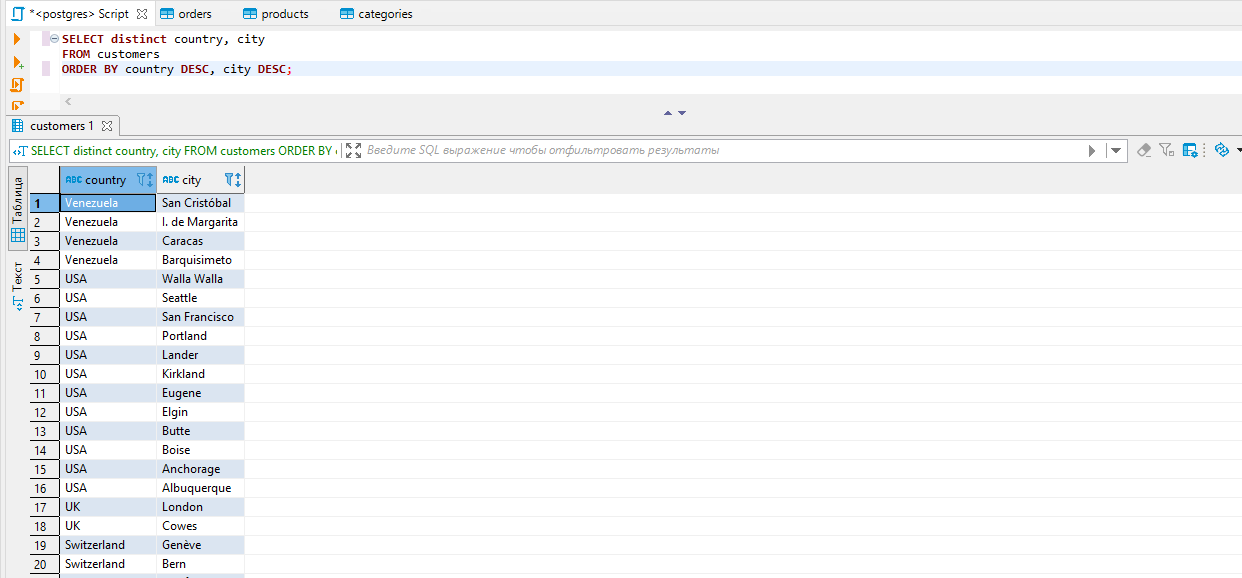 *<postgres> Script orders products categories
SELECT distinct country, city
FROM customers
ORDER BY country DESC, city DESC;
customers 1
SELECT distinct country, city FROM customers ORDER BY Введите SQL выражение чтобы отфильтровать результаты
Таблица
Текст
ABC country ABC city
1 Venezuela San Cristóbal
2 Venezuela I. de Margarita
3 Venezuela Caracas
4 Venezuela Barquisimeto
5 USA Walla Walla
6 USA Seattle
7 USA San Francisco
8 USA Portland
9 USA Lander
10 USA Kirkland
11 USA Eugene
12 USA Elgin
13 USA Butte
14 USA Boise
15 USA Anchorage
16 USA Albuquerque
17 UK London
18 UK Cowes
19 Switzerland Genève
20 Switzerland Bern